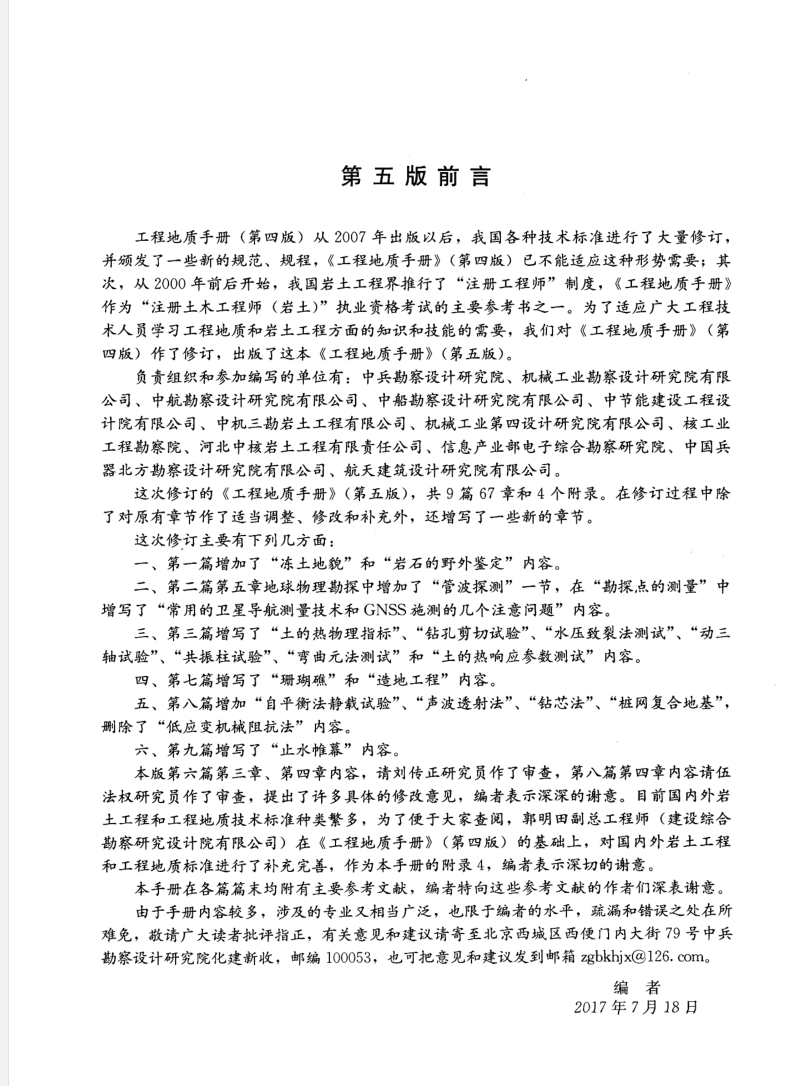 第五版前言
工程地质手册（第四版）从 2007 年出版以后，我国各种技术标准进行了大量修订，
并颁发了一些新的规范、规程，《工程地质手册》（第四版）已不能适应这种形势需要；其
次，从 2000 年前后开始，我国岩土工程界推行了“注册工程师”制度，《工程地质手册》
作为“注册土木工程师（岩土）”执业资格考试的主要参考书之一。为了适应广大工程技
术人员学习工程地质和岩土工程方面的知识和技能的需要，我们对《工程地质手册》（第
四版）作了修订，出版了这本《工程地质手册》（第五版）。
负责组织和参加编写的单位有：中兵勘察设计研究院、机械工业勘察设计研究院有限
公司、中航勘察设计研究院有限公司、中船勘察设计研究院有限公司、中节能建设工程设
计院有限公司、中机三勘岩土工程有限公司、机械工业第四设计研究院有限公司、核工业
工程勘察院、河北中核岩土工程有限责任公司、信息产业部电子综合勘察研究院、中国兵
器北方勘察设计研究院有限公司、航天建筑设计研究院有限公司。
这次修订的《工程地质手册》（第五版），共 9 篇 67 章和 4 个附录。在修订过程中除
了对原有章节作了适当调整、修改和补充外，还增写了一些新的章节。
这次修订主要有下列几方面：
一、第一篇增加了“冻土地貌”和“岩石的野外鉴定”内容。
二、第二篇第五章地球物理勘探中增加了“管波探测”一节，在“勘探点的测量”中
增写了“常用的卫星导航测量技术和 GNSS 施测的几个注意问题”内容。
三、第三篇增写了“土的热物理指标”、“钻孔剪切试验”、“水压致裂法测试”、“动三
轴试验”、“共振柱试验”、“弯曲元法测试”和“土的热响应参数测试”内容。
四、第七篇增写了“珊瑚礁”和“造地工程”内容。
五、第八篇增加“自平衡法静载试验”、“声波透射法”、“钻芯法”、“桩网复合地基”，
删除了“低应变机械阻抗法”内容。
六、第九篇增写了“止水帷幕”内容。
本版第六篇第三章、第四章内容，请刘传正研究员作了审查，第八篇第四章内容请伍
法权研究员作了审查，提出了许多具体的修改意见，编者表示深深的谢意。目前国内外岩
土工程和工程地质技术标准种类繁多，为了便于大家查阅，郭明田副总工程师（建设综合
勘察研究设计院有限公司）在《工程地质手册》（第四版）的基础上，对国内外岩土工程
和工程地质标准进行了补充完善，作为本手册的附录 4，编者表示深切的谢意。
本手册在各篇篇末均附有主要参考文献，编者特向这些参考文献的作者们深表谢意。
由于手册内容较多，涉及的专业又相当广泛，也限于编者的水平，疏漏和错误之处在所
难免，敬请广大读者批评指正，有关意见和建议请寄至北京西城区西便门内大街 79 号中兵
勘察设计研究院化建新收，邮编 100053，也可把意见和建议发到邮箱 zgbkhjx@126.com。
编 者
2017 年 7 月 18 日